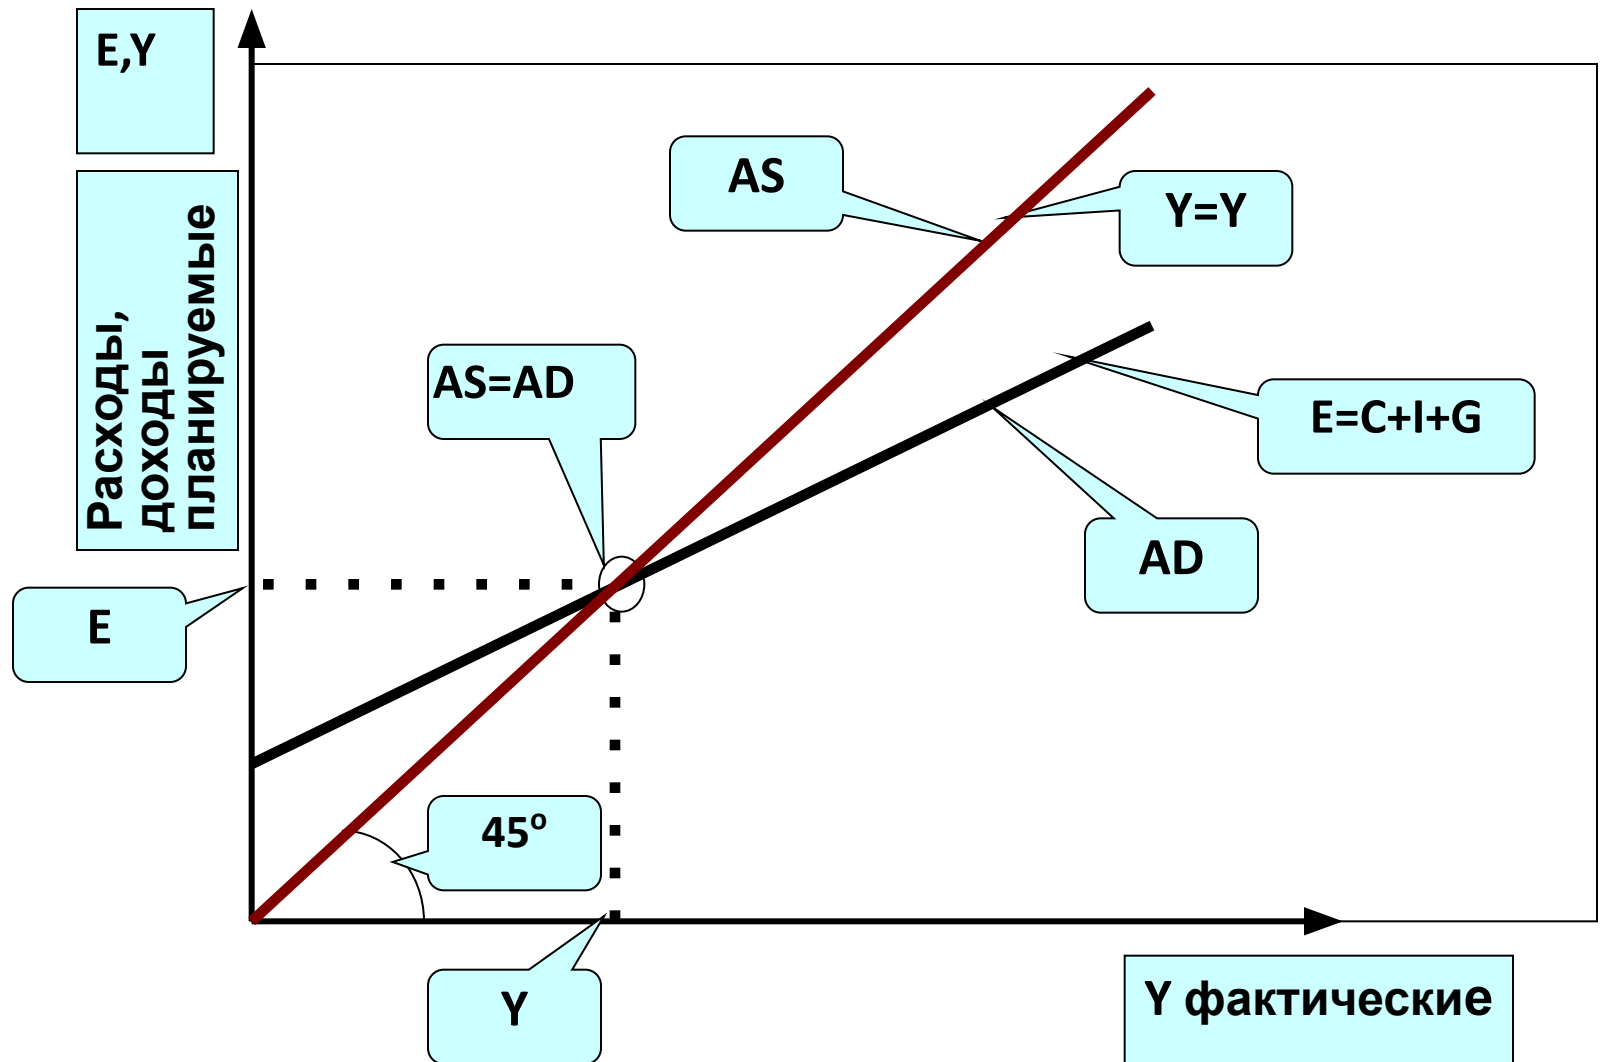 E,Y
Расходы,
доходы
планируемые
AS
Y=Y
AS=AD
E=C+I+G
AD
E
45º
Y
Y фактические